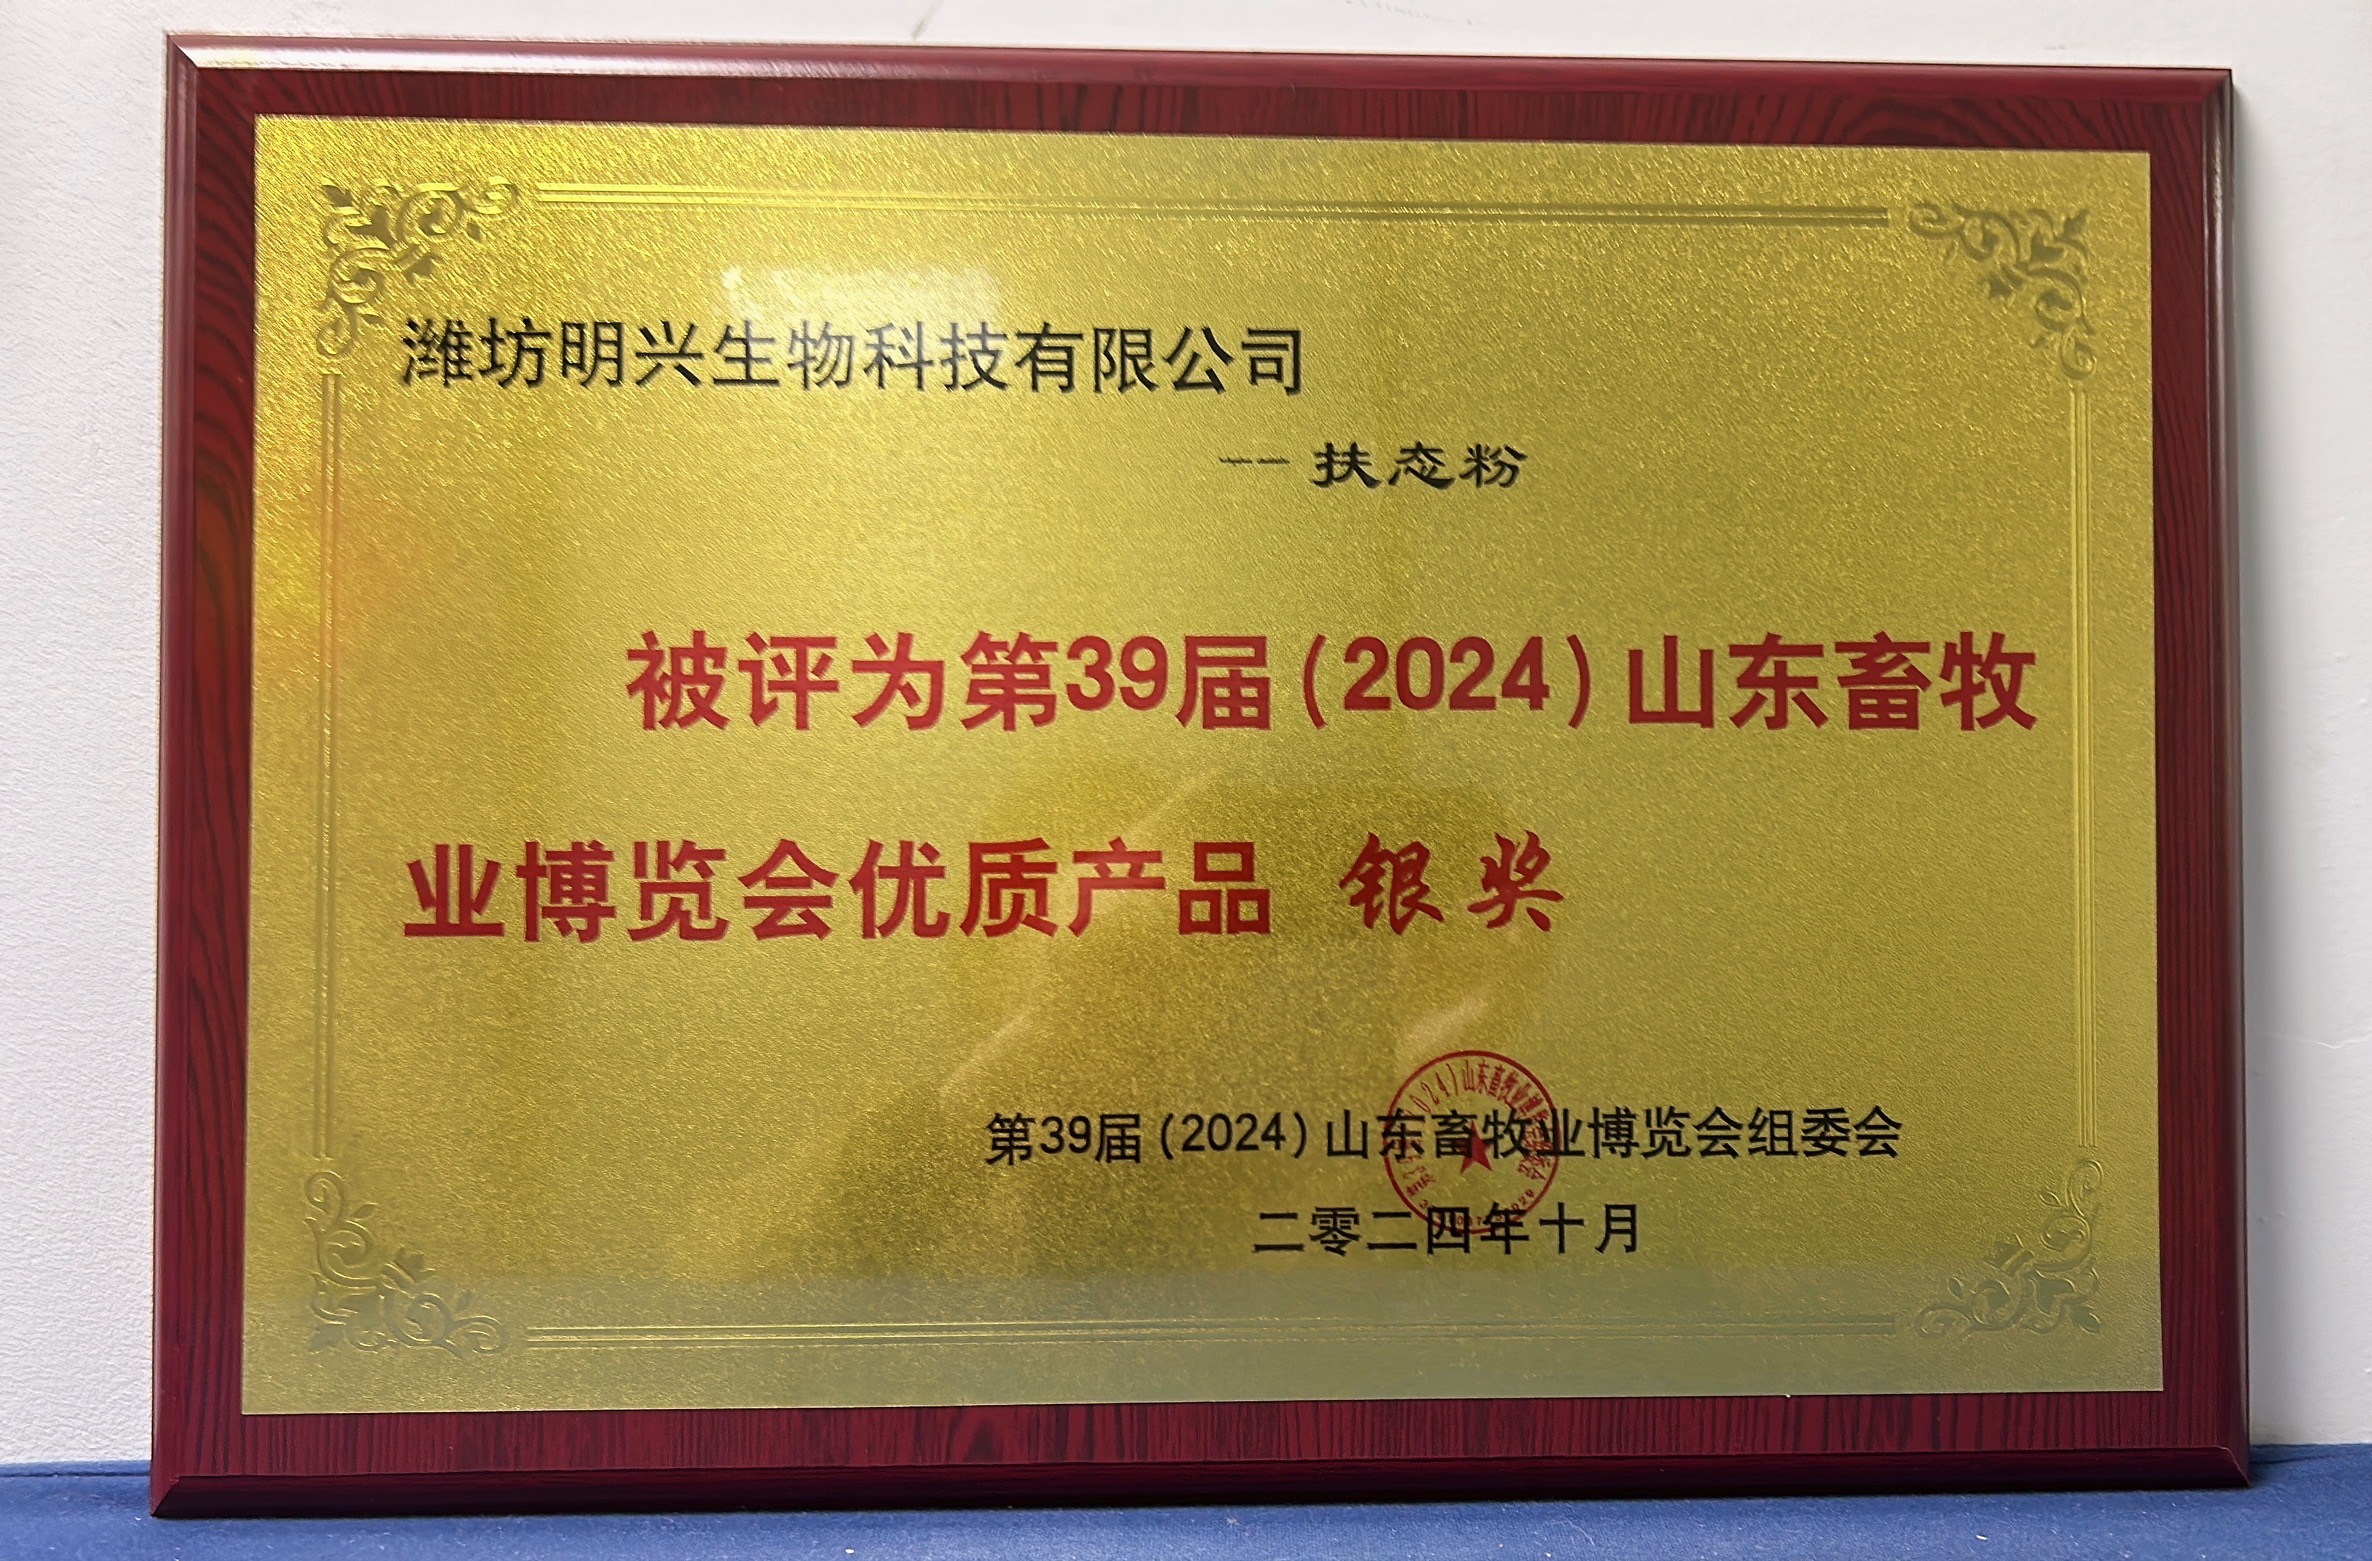 潍坊明兴生物科技有限公司
——扶态粉
被评为第39届(2024)山东畜牧
业博览会优质产品 银奖
第39届(2024)山东畜牧业博览会组委会
二零二四年十月